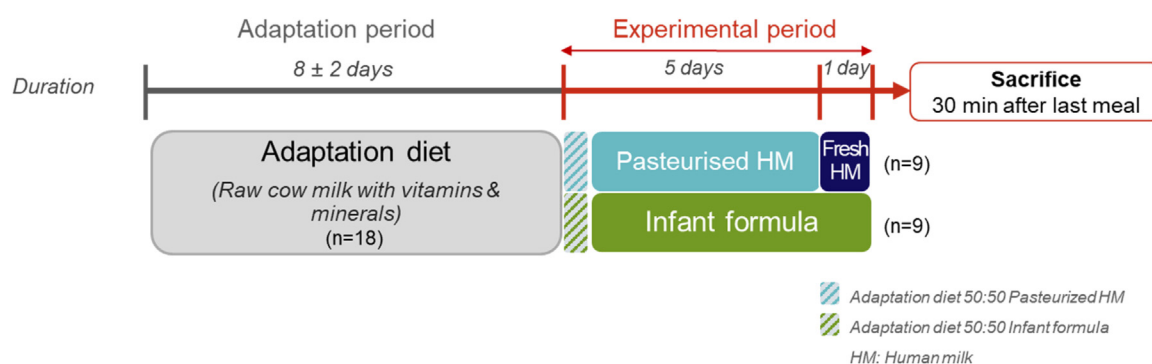 Adaptation period
Experimental period
Duration
8 ± 2 days
5 days
1 day
Sacrifice
30 min after last meal
Adaptation diet
(Raw cow milk with vitamins &
minerals)
(n=18)
Pasteurised HM
Fresh
HM
(n=9)
Infant formula
(n=9)
Adaptation diet 50:50 Pasteurized HM
Adaptation diet 50:50 Infant formula
HM: Human milk